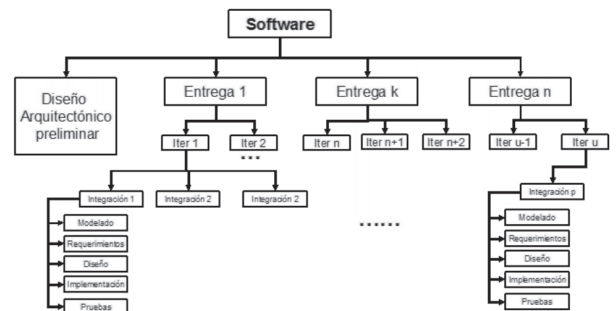 Software
Diseño
Arquitectónico
preliminar
Entrega 1
Entrega k
Entrega n
Iter 1
Iter 2
Iter n
Iter n+1
Iter n+2
Iter u-1
Iter u
...
Integración 1
Integración 2
Integración 2
Integración p
......
Modelado
Requerimientos
Diseño
Implementación
Pruebas
Modelado
Requerimientos
Diseño
Implementación
Pruebas